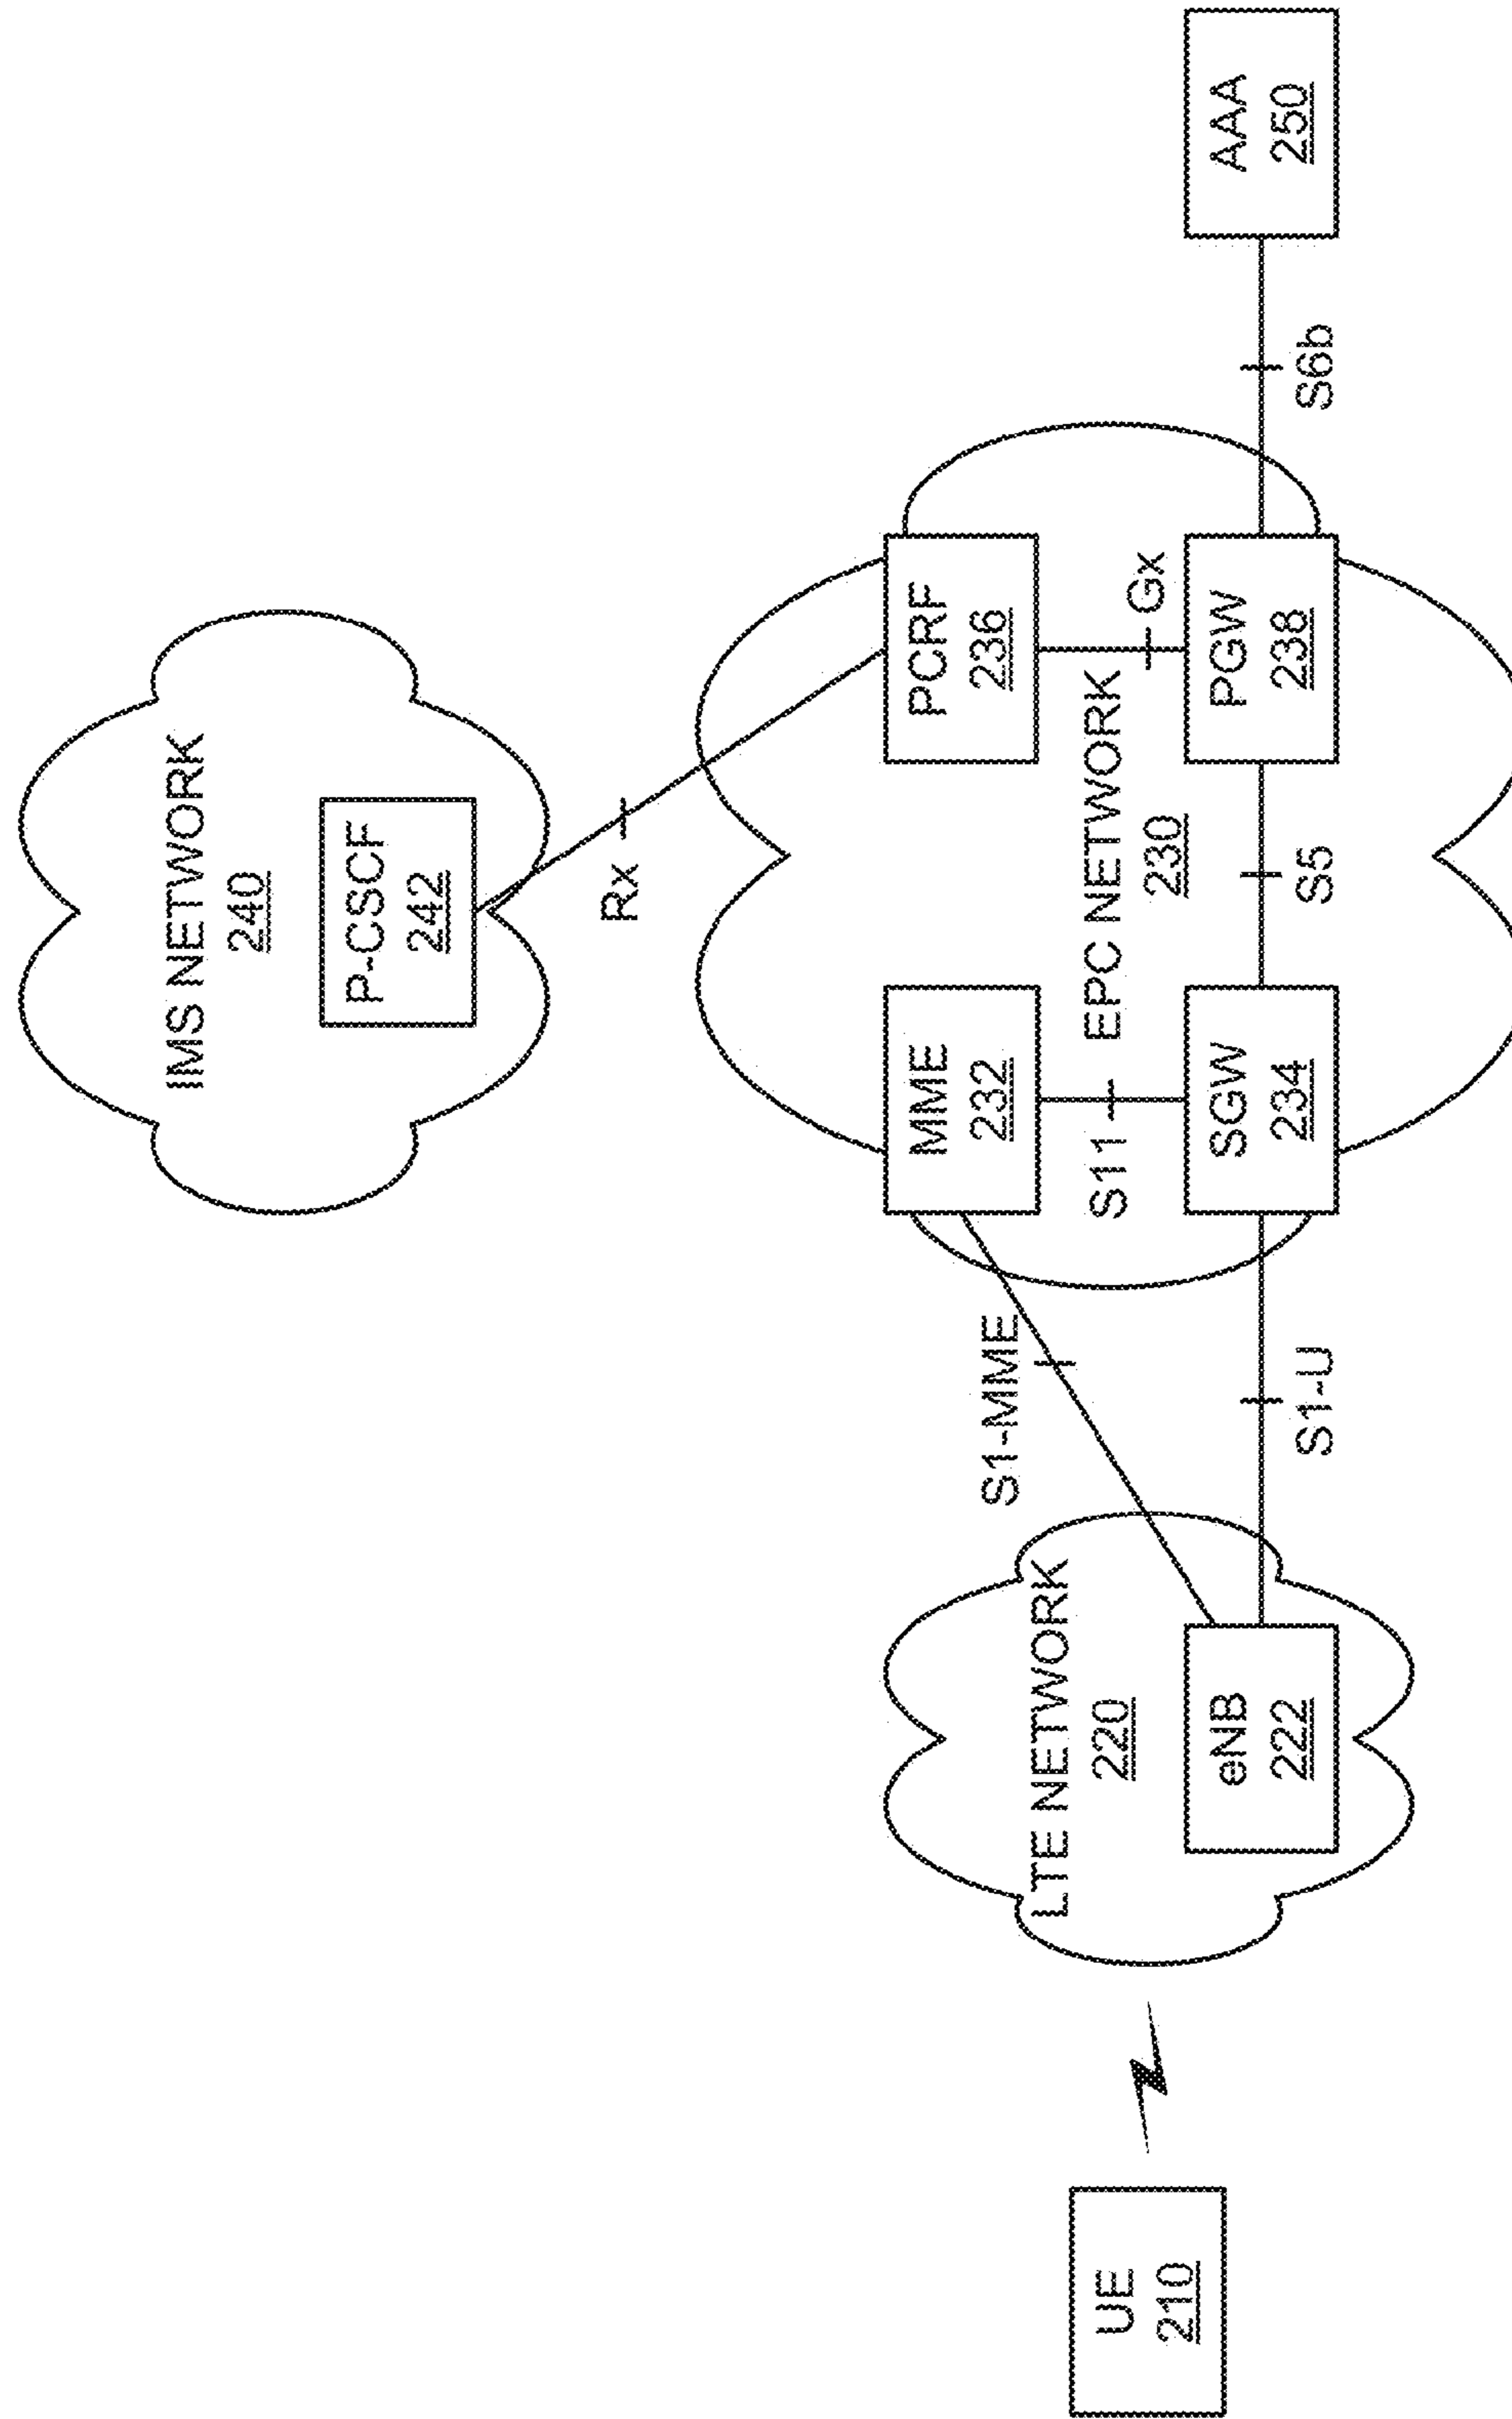 IMS NETWORK
240
P-CSCF
242
Rx
MME
232
PCRF
236
S1-MME
S11
EPC NETWORK
230
Gx
LTE NETWORK
220
UE
210
eNB
222
S1-U
SGW
234
S5
PGW
238
S6b
AAA
250